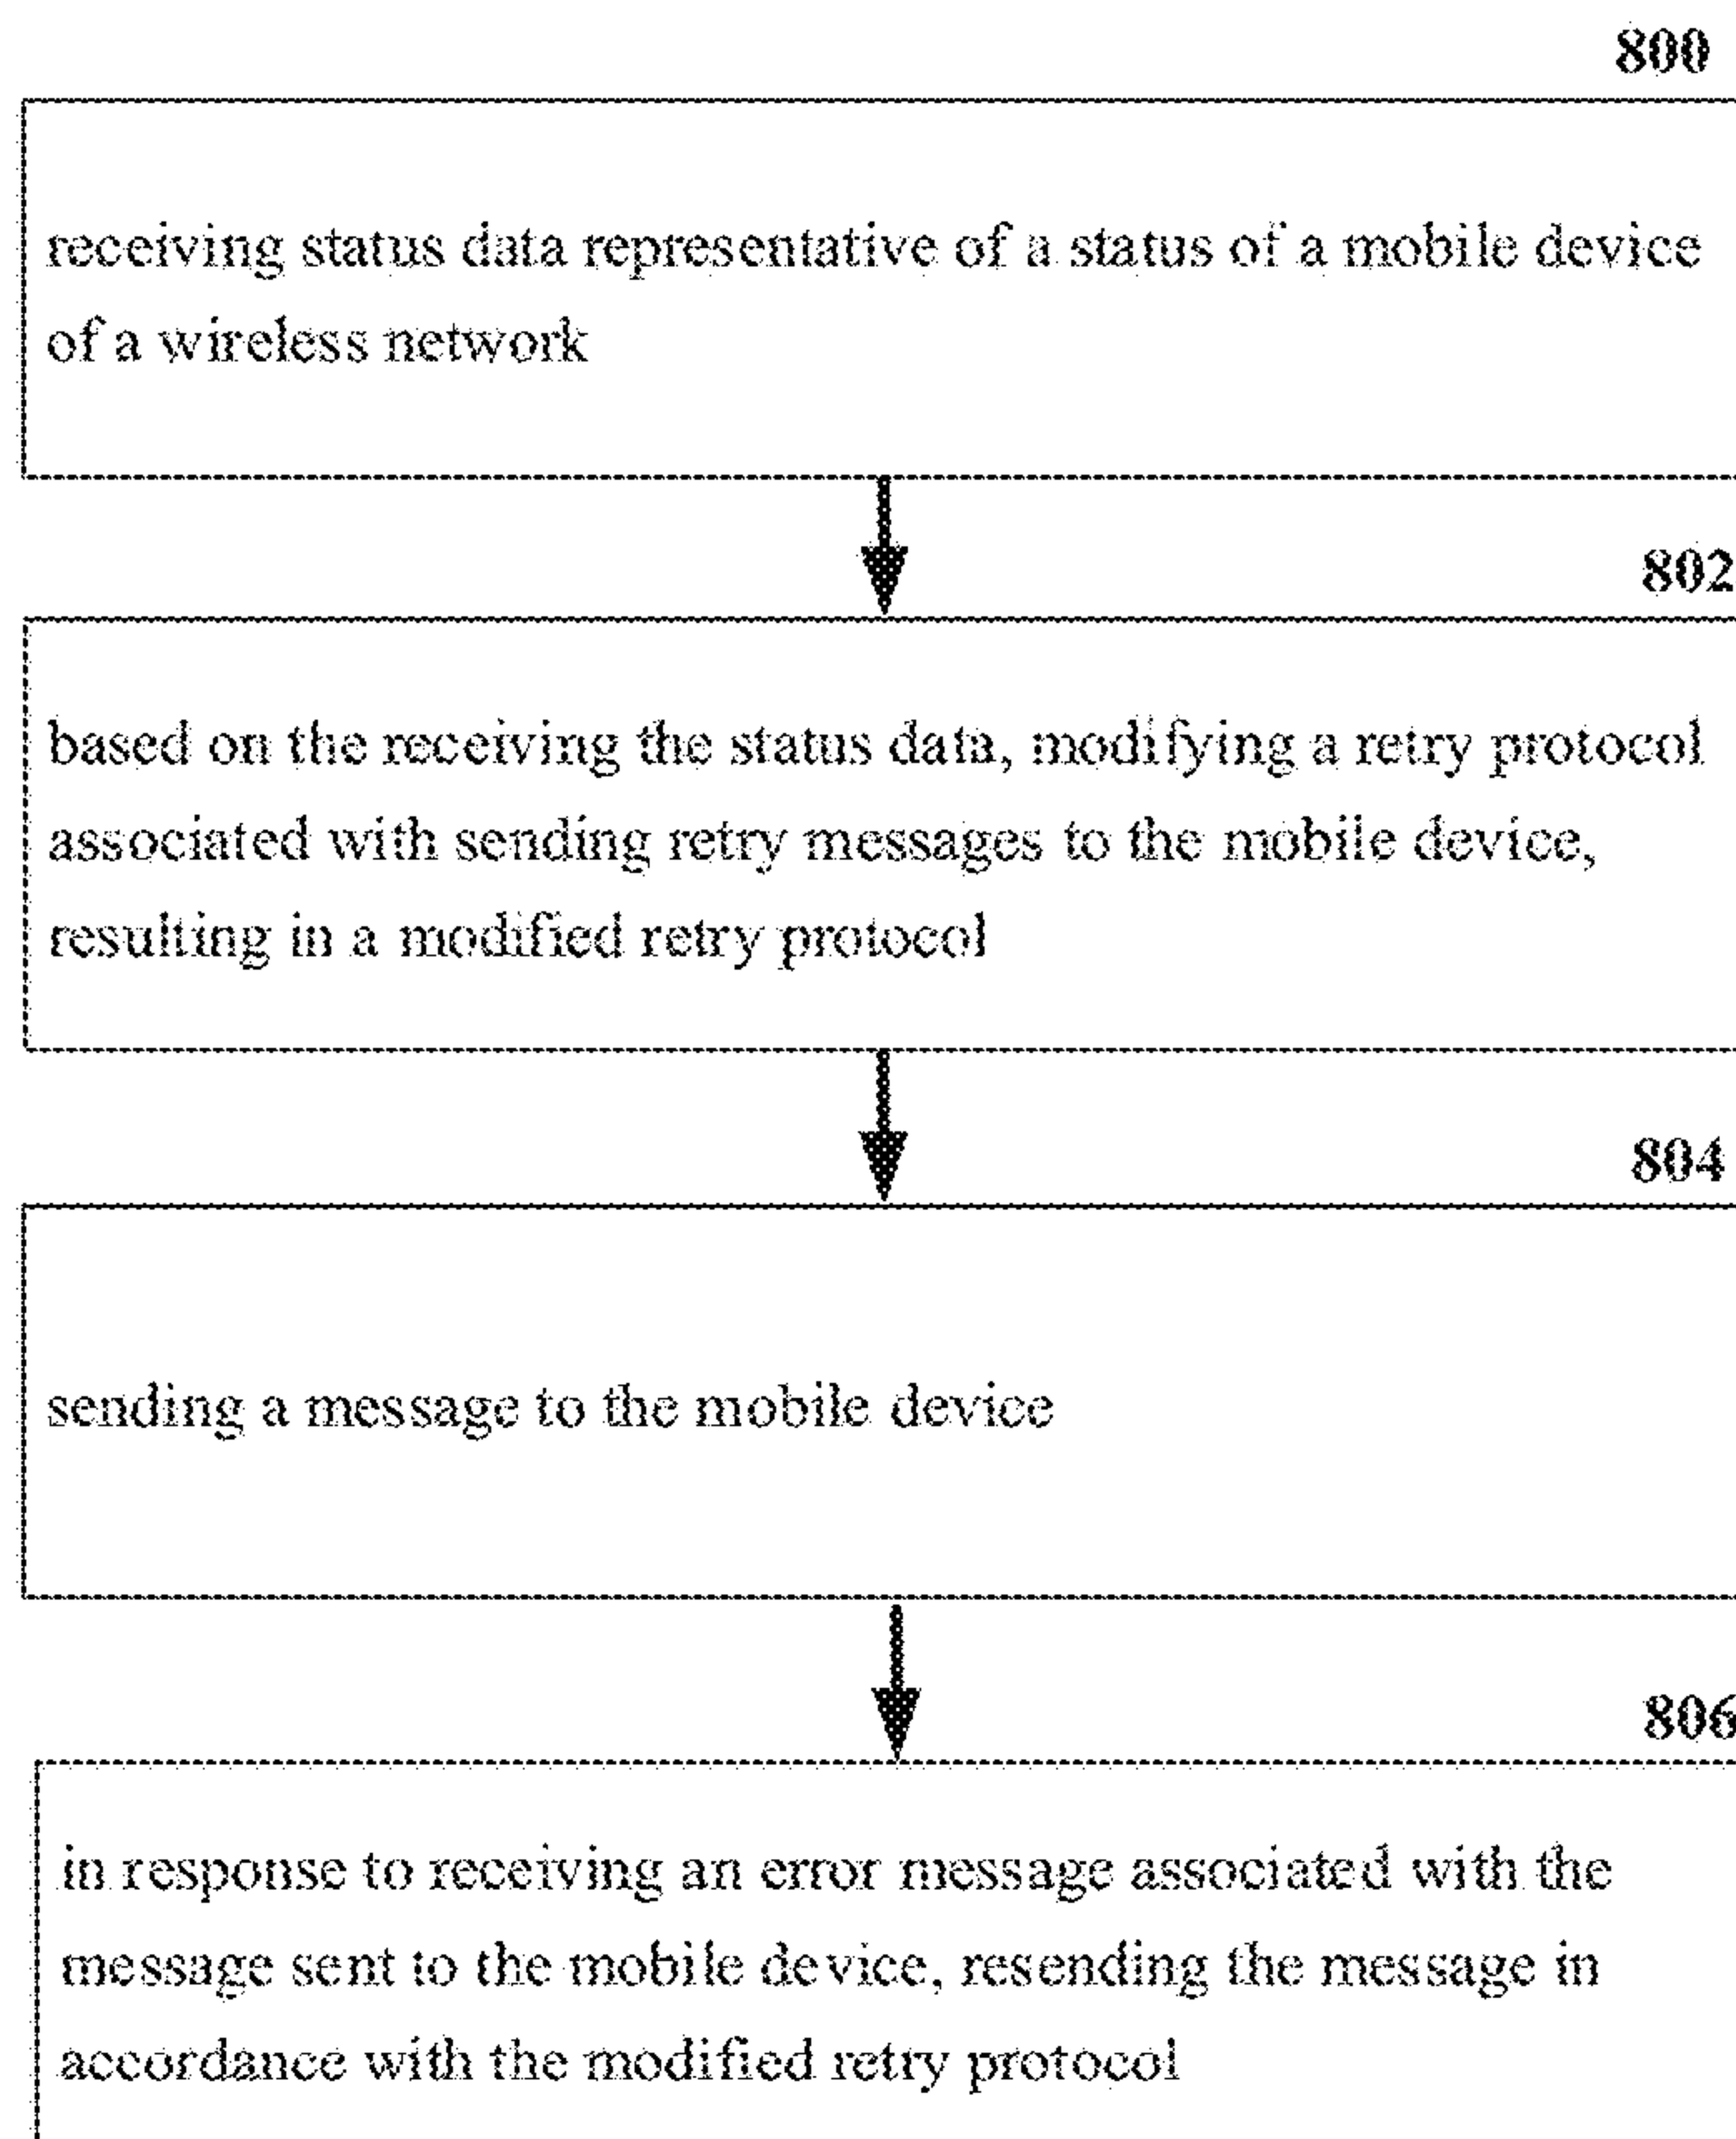 800
receiving status data representative of a status of a mobile device
of a wireless network
802
based on the receiving the status data, modifying a retry protocol
associated with sending retry messages to the mobile device,
resulting in a modified retry protocol
804
sending a message to the mobile device
806
in response to receiving an error message associated with the
message sent to the mobile device, resending the message in
accordance with the modified retry protocol